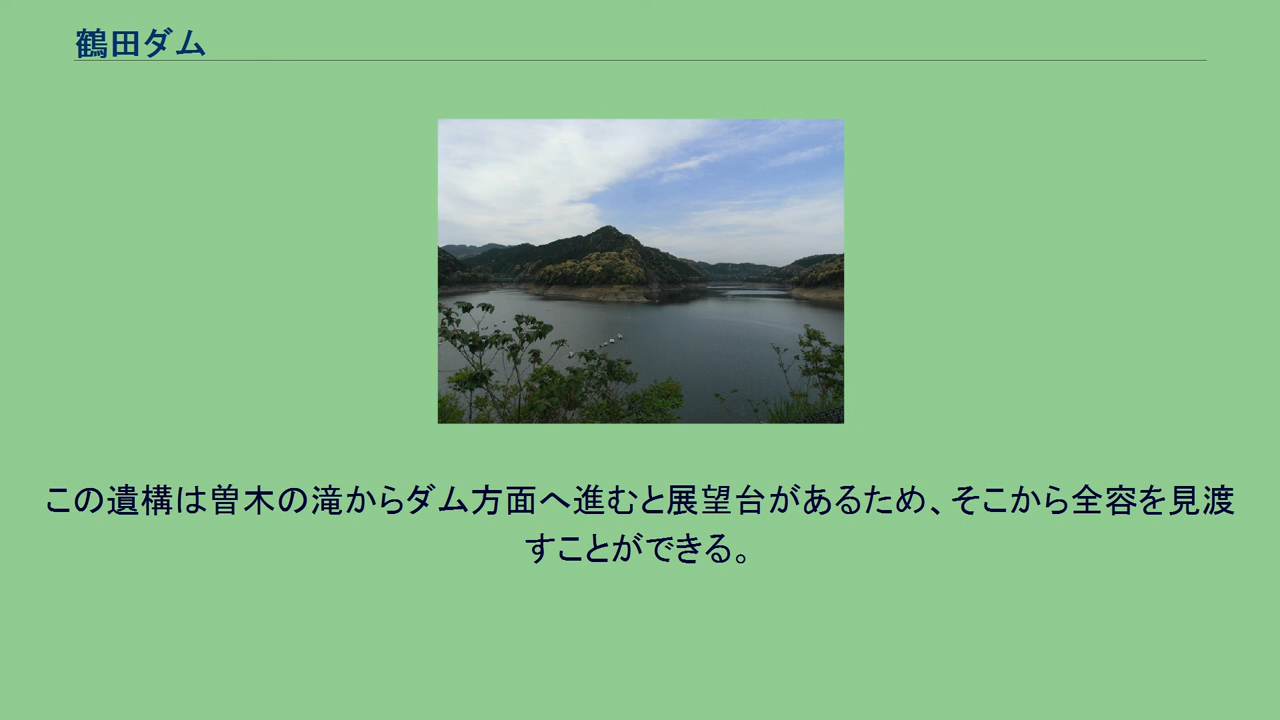 鶴田ダム
この遺構は曽木の滝からダム方面へ進むと展望台があるため、そこから全容を見渡
すことができる。